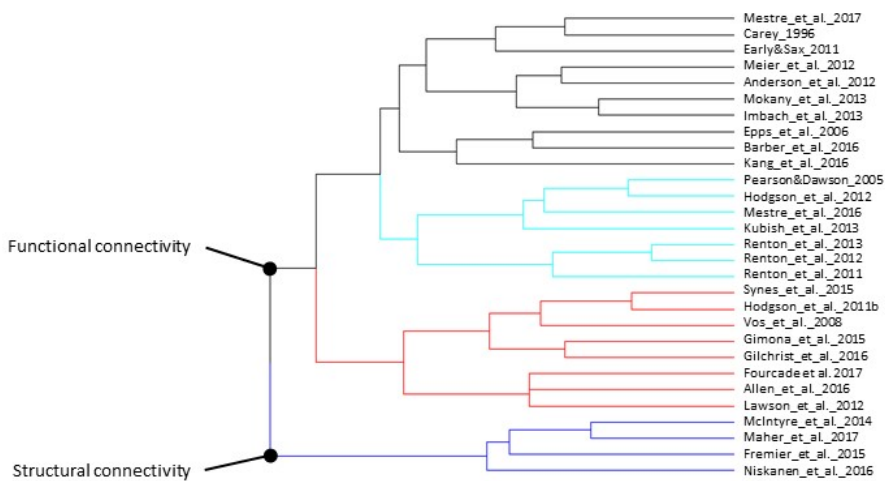 Mestre_et_al._2017
Carey_1996
Early&Sax_2011
Meier_et_al._2012
Anderson_et_al._2012
Mokany_et_al._2013
Imbach_et_al._2013
Epps_et_al._2006
Barber_et_al._2016
Kang_et_al._2016
Pearson&Dawson_2005
Hodgson_et_al._2012
Mestre_et_al._2016
Kubish_et_al._2013
Functional connectivity
Renton_et_al._2013
Renton_et_al._2012
Renton_et_al._2011
Synes_et_al._2015
Hodgson_et_al._2011b
Vos_et_al._2008
Gimona_et_al._2015
Gilchrist_et_al._2016
Fourcade et al. 2017
Allen_et_al._2016
Lawson_et_al._2012
McIntyre_et_al._2014
Maher_et_al._2017
Fremier_et_al._2015
Structural connectivity
Niskanen_et_al._2016